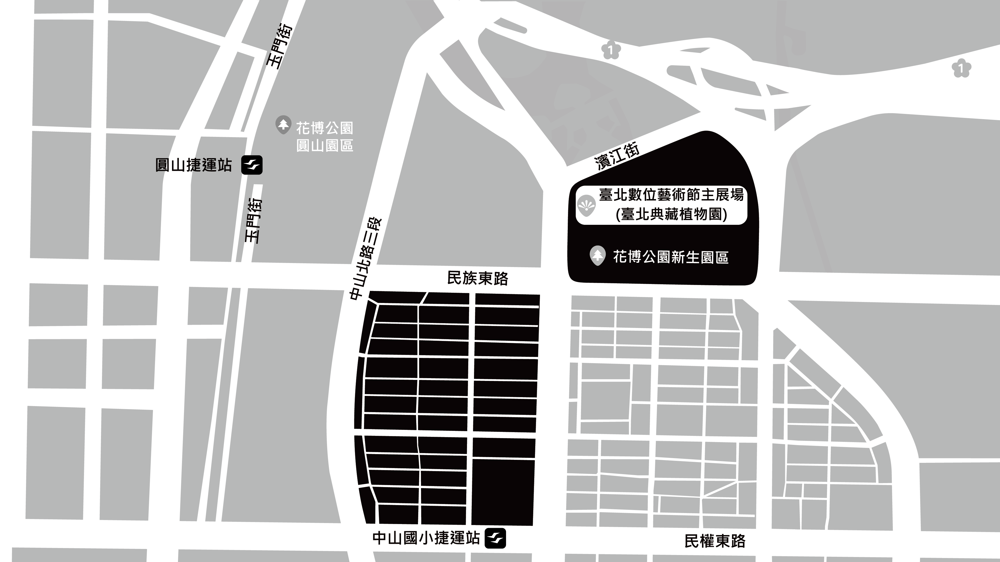 玉門街
1
1
花博公園
圓山園區
濱江街
圓山捷運站
臺北數位藝術節主展場
(臺北典藏植物園)
玉門街
中山北路三段
花博公園新生園區
民族東路
中山國小捷運站
民權東路